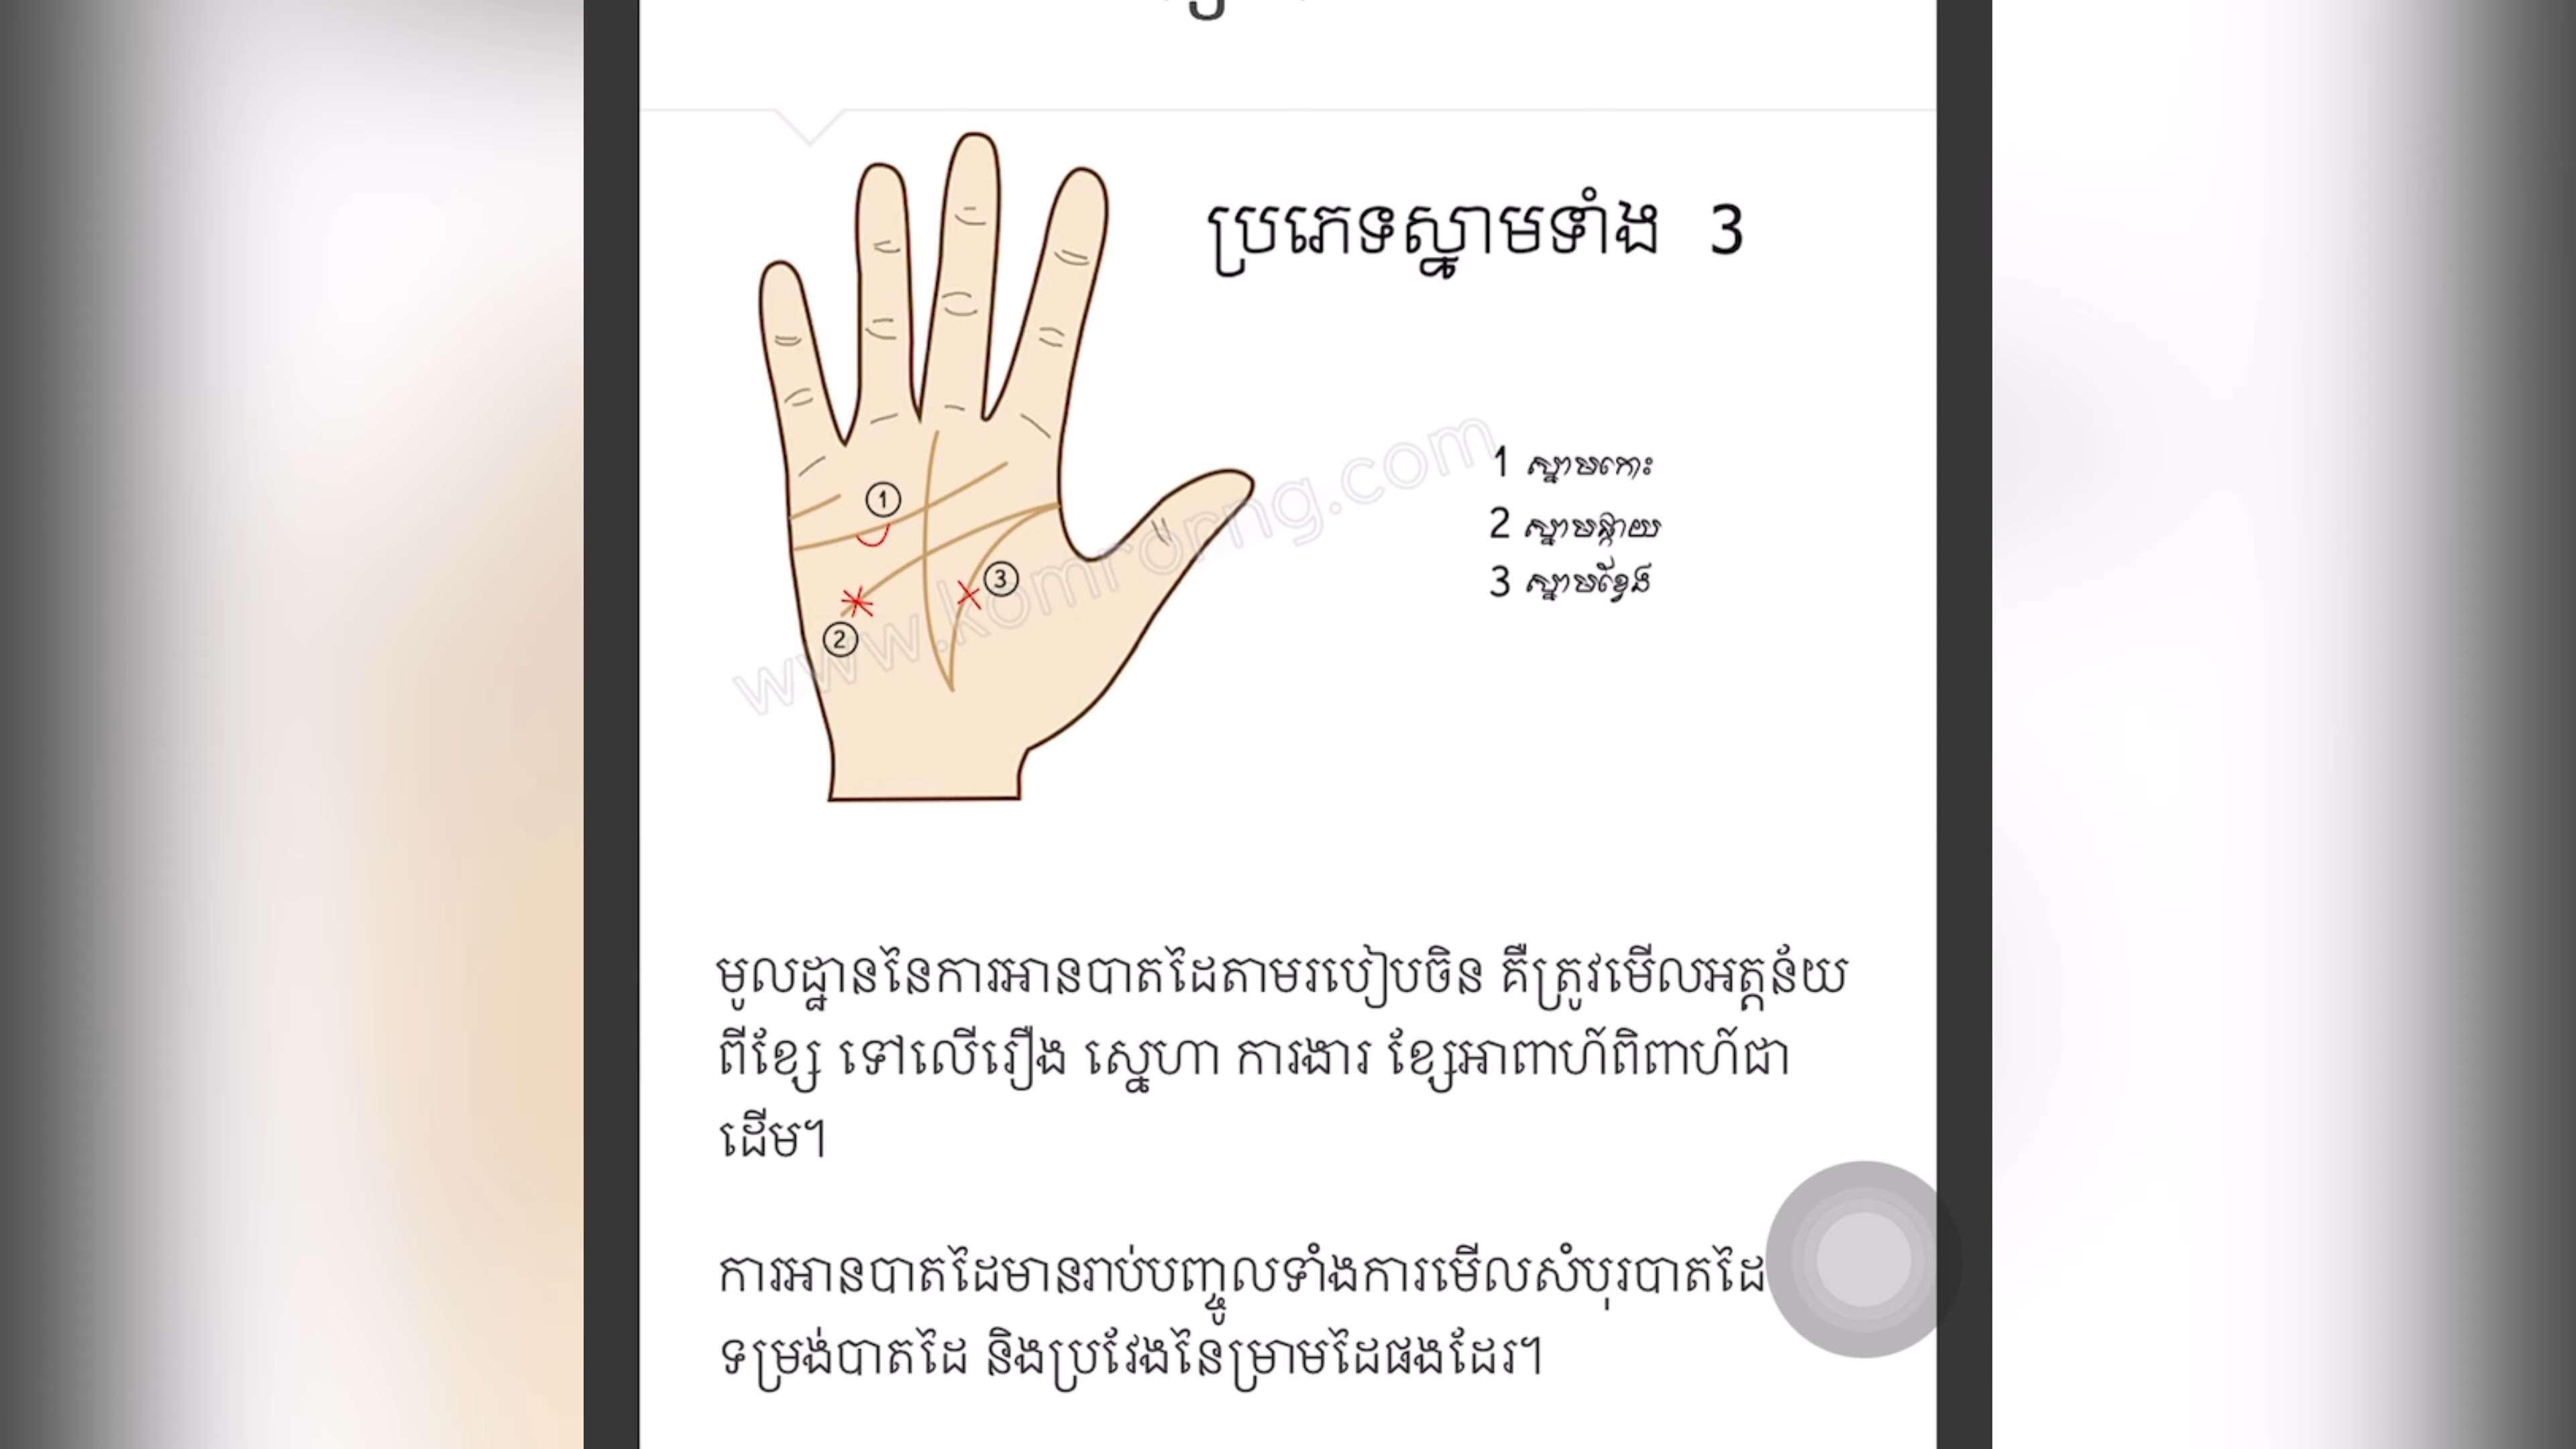 ប្រភេទស្នាមទាំង 3
1
1 ស្នាមកោះ
2 ស្នាមផ្កាយ
3
3 ស្នាមខ្វែង
2
www.komrorng.com
មូលដ្ឋាននៃការអានបាតដៃតាមរបៀបចិន គឺត្រូវមើលអត្ថន័យ
ពីខ្សែ ទៅលើរឿង ស្នេហា ការងារ ខ្សែអាពាហ៍ពិពាហ៍ជា
ដើម។
ការអានបាតដៃមានរាប់បញ្ចូលទាំងការមើលសំបុរបាតដៃ
ទម្រង់បាតដៃ និងប្រវែងនៃម្រាមដៃផងដែរ។